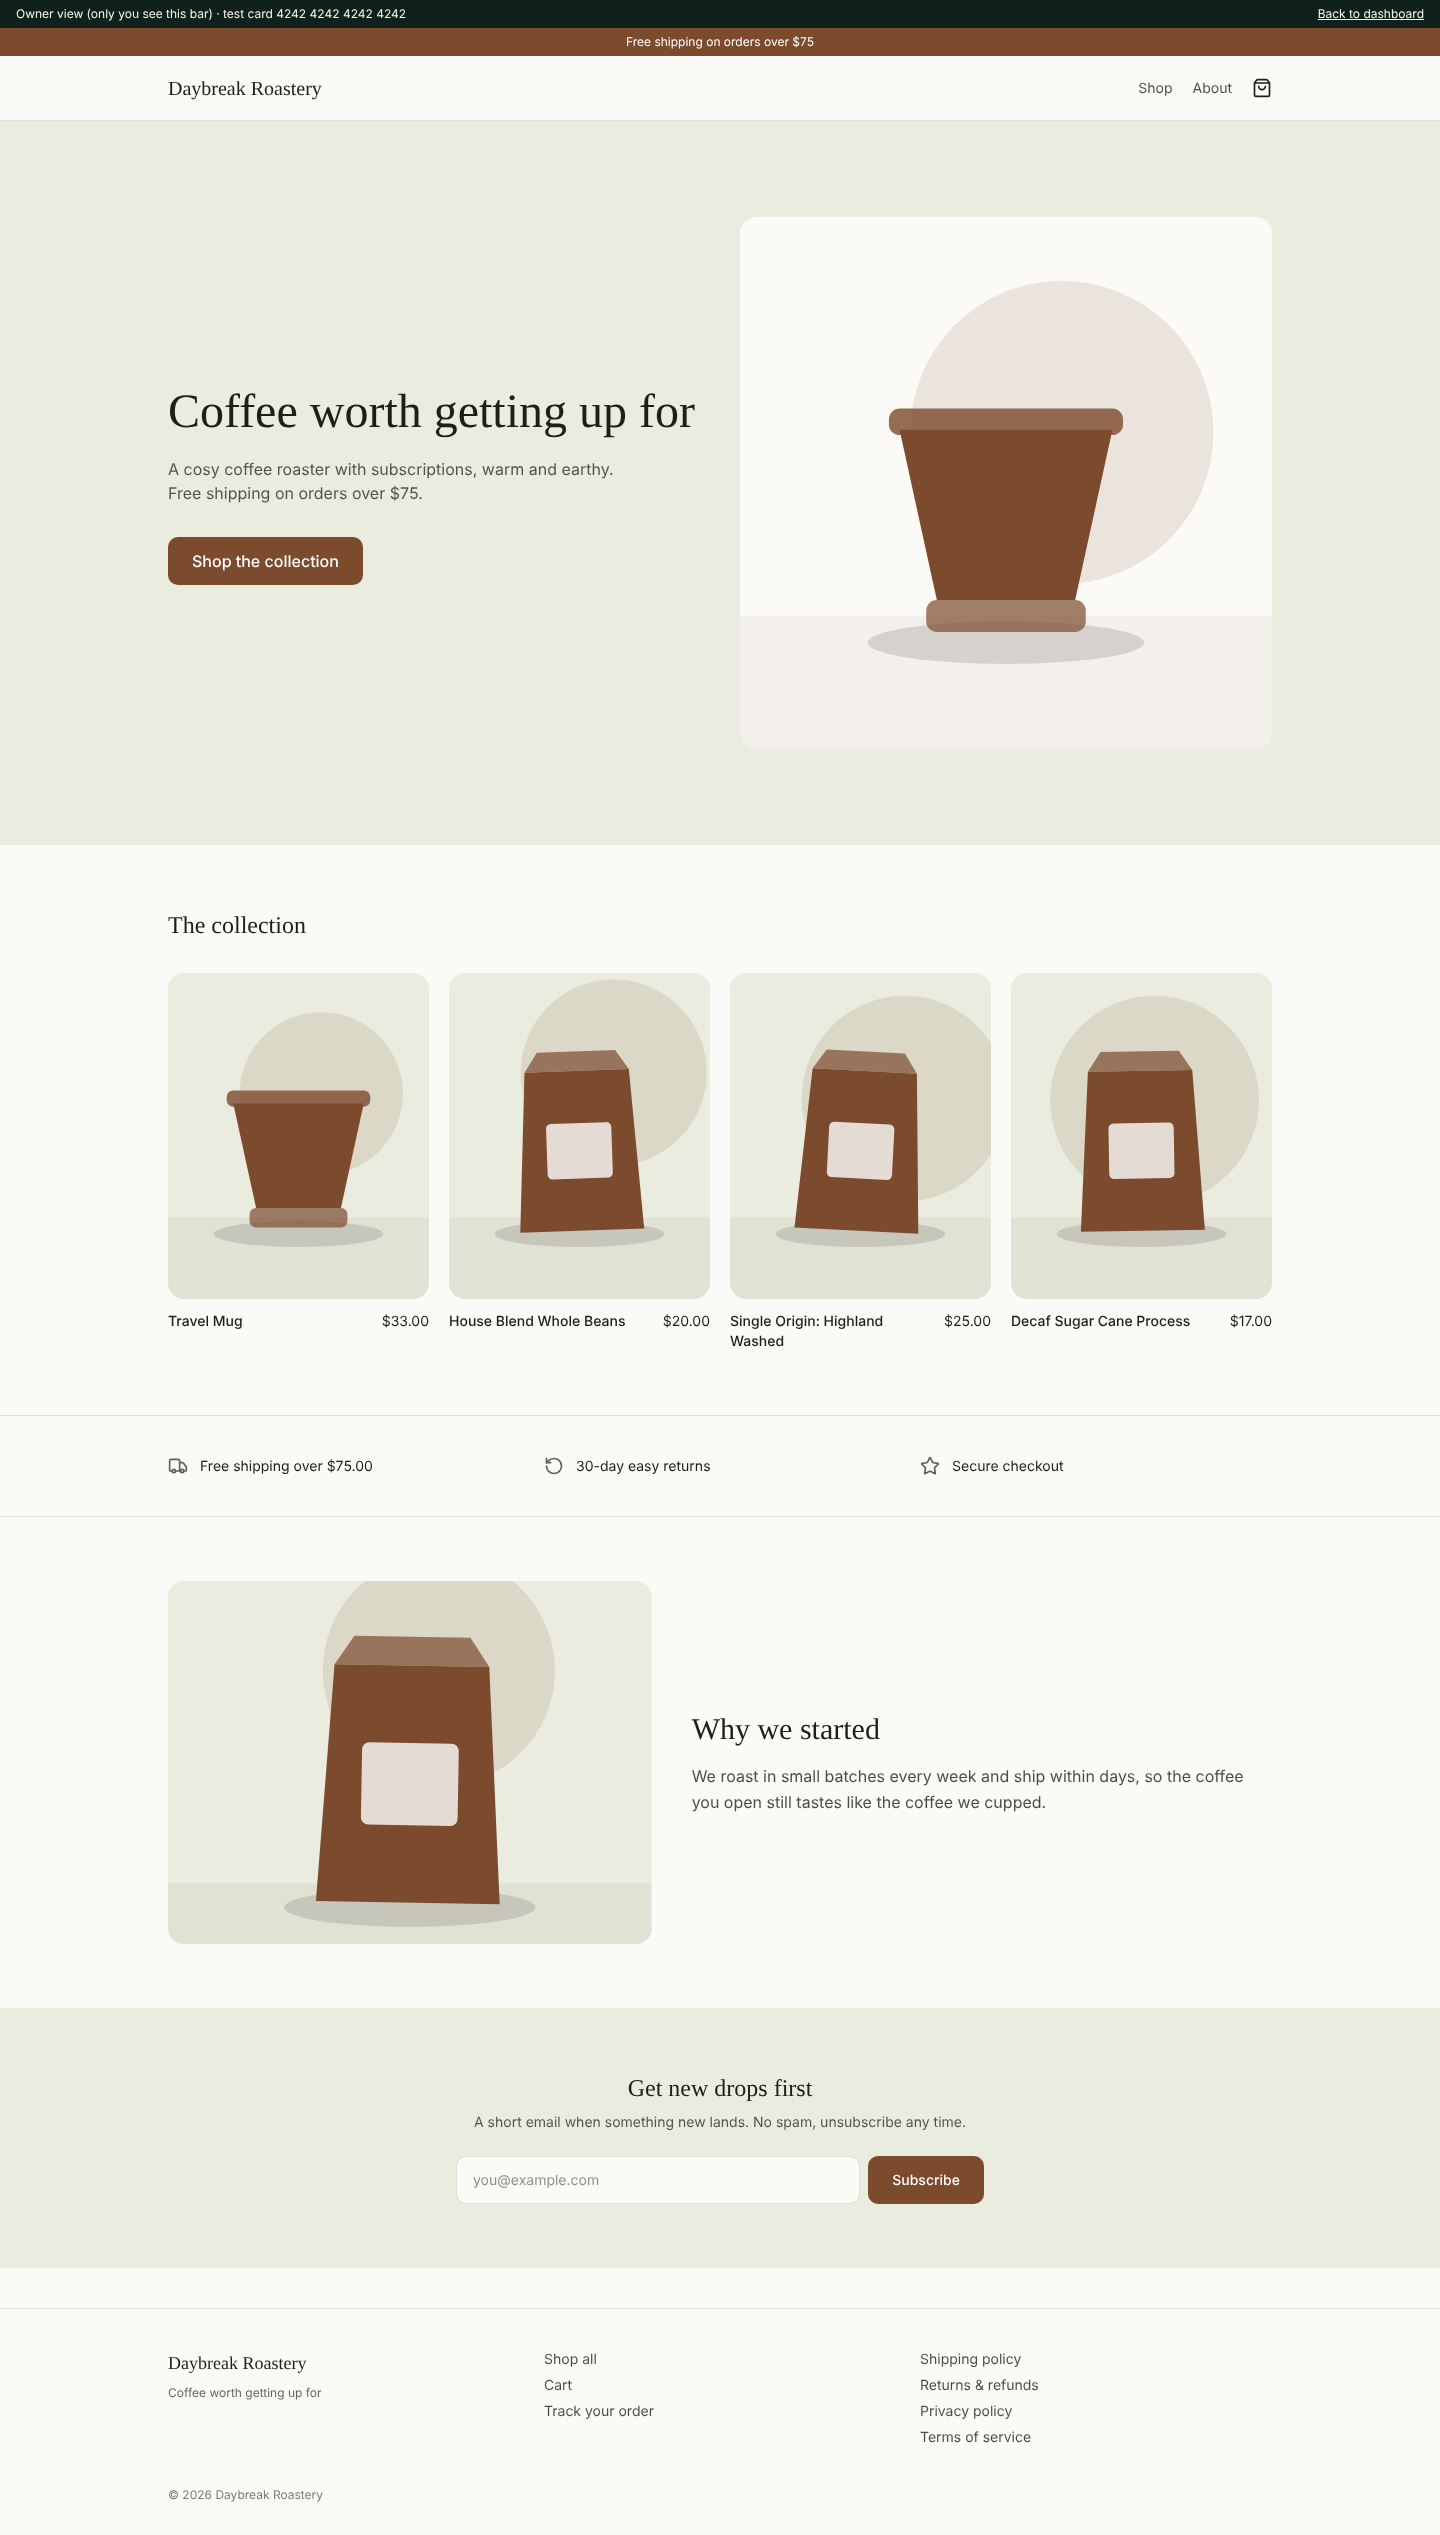 Owner view (only you see this bar) · test card 4242 4242 4242 4242
Back to dashboard
Free shipping on orders over $75
Daybreak Roastery
Shop
About
Coffee worth getting up for
A cosy coffee roaster with subscriptions, warm and earthy.
Free shipping on orders over $75.
Shop the collection
The collection
Travel Mug
$33.00
House Blend Whole Beans
$20.00
Single Origin: Highland
Washed
$25.00
Decaf Sugar Cane Process
$17.00
Free shipping over $75.00
30-day easy returns
Secure checkout
Why we started
We roast in small batches every week and ship within days, so the coffee
you open still tastes like the coffee we cupped.
Get new drops first
A short email when something new lands. No spam, unsubscribe any time.
you@example.com
Subscribe
Daybreak Roastery
Coffee worth getting up for
Shop all
Cart
Track your order
Shipping policy
Returns & refunds
Privacy policy
Terms of service
© 2026 Daybreak Roastery